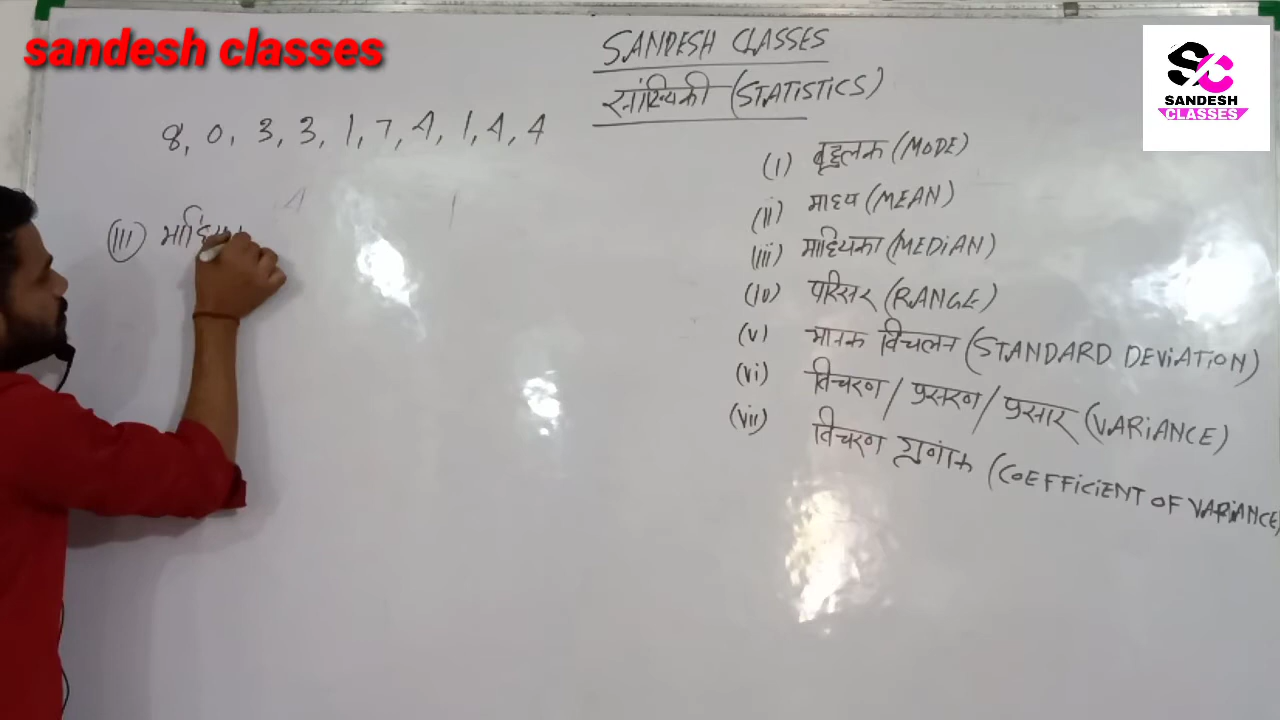 sandesh classes
SANDESH CLASSES
सांख्यिकी (STATISTICS)
SC
SANDESH
CLASSES
8, 0, 3, 3, 1, 7, 4, 1, 4, 4
(i) बहुलक (MODE)
(ii) माध्य (MEAN)
(iii) माध्यिका (MEDIAN)
(iv) परिसर (RANGE)
(v) मानक विचलन (STANDARD DEVIATION)
(vi) विचरण / प्रसरण / प्रसार (VARIANCE)
(vii) विचरण गुणांक (COEFFICIENT OF VARIANCE)
(iii)